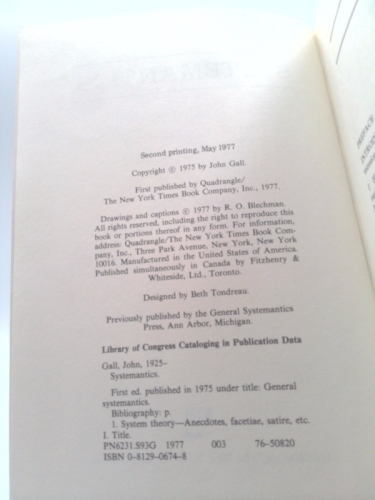 Second printing, May 1977
Copyright © 1975 by John Gall.
First published by Quadrangle/
The New York Times Book Company, Inc., 1977.
Drawings and captions © 1977 by R. O. Blechman.
All rights reserved, including the right to reproduce this
book or portions thereof in any form. For information,
address: Quadrangle/The New York Times Book Com-
pany, Inc., Three Park Avenue, New York, New York
10016. Manufactured in the United States of America.
Published simultaneously in Canada by Fitzhenry &
Whiteside, Ltd., Toronto.
Designed by Beth Tondreau.
Previously published by the General Systemantics
Press, Ann Arbor, Michigan.
Library of Congress Cataloging in Publication Data
Gall, John, 1925–
Systemantics.
First ed. published in 1975 under title: General
systemantics.
Bibliography: p.
1. System theory—Anecdotes, facetiae, satire, etc.
I. Title.
PN6231.S93G 1977 003 76-50820
ISBN 0-8129-0674-8
PREFACE